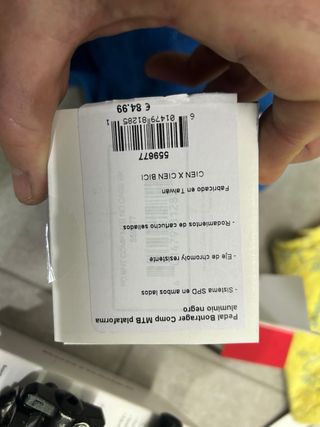 Pedal Bontrager Comp MTB plataforma
aluminio negro
- Sistema SPD en ambos lados
- Eje de chromoly resistente
- Rodamientos de cartucho sellados
Fabricado en Taiwán
CIEN X CIEN BICI
559677
6 01479 81285 1
€ 84.99